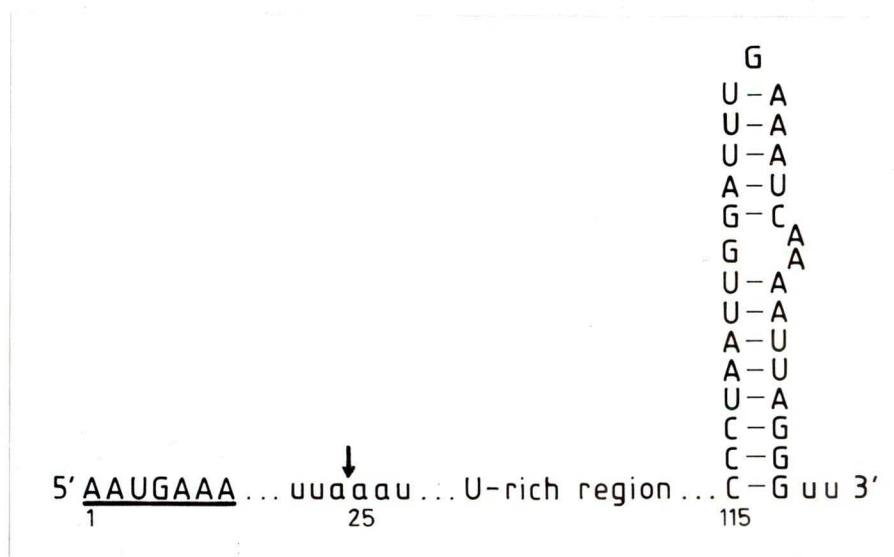 G
U-A
U-A
U-A
A-U
G-C
A
G A
U-A
U-A
A-U
A-U
U-A
C-G
C-G
5' AAUGAAA ... uuaaau ... U-rich region ... C-G uu 3'
1 25 115